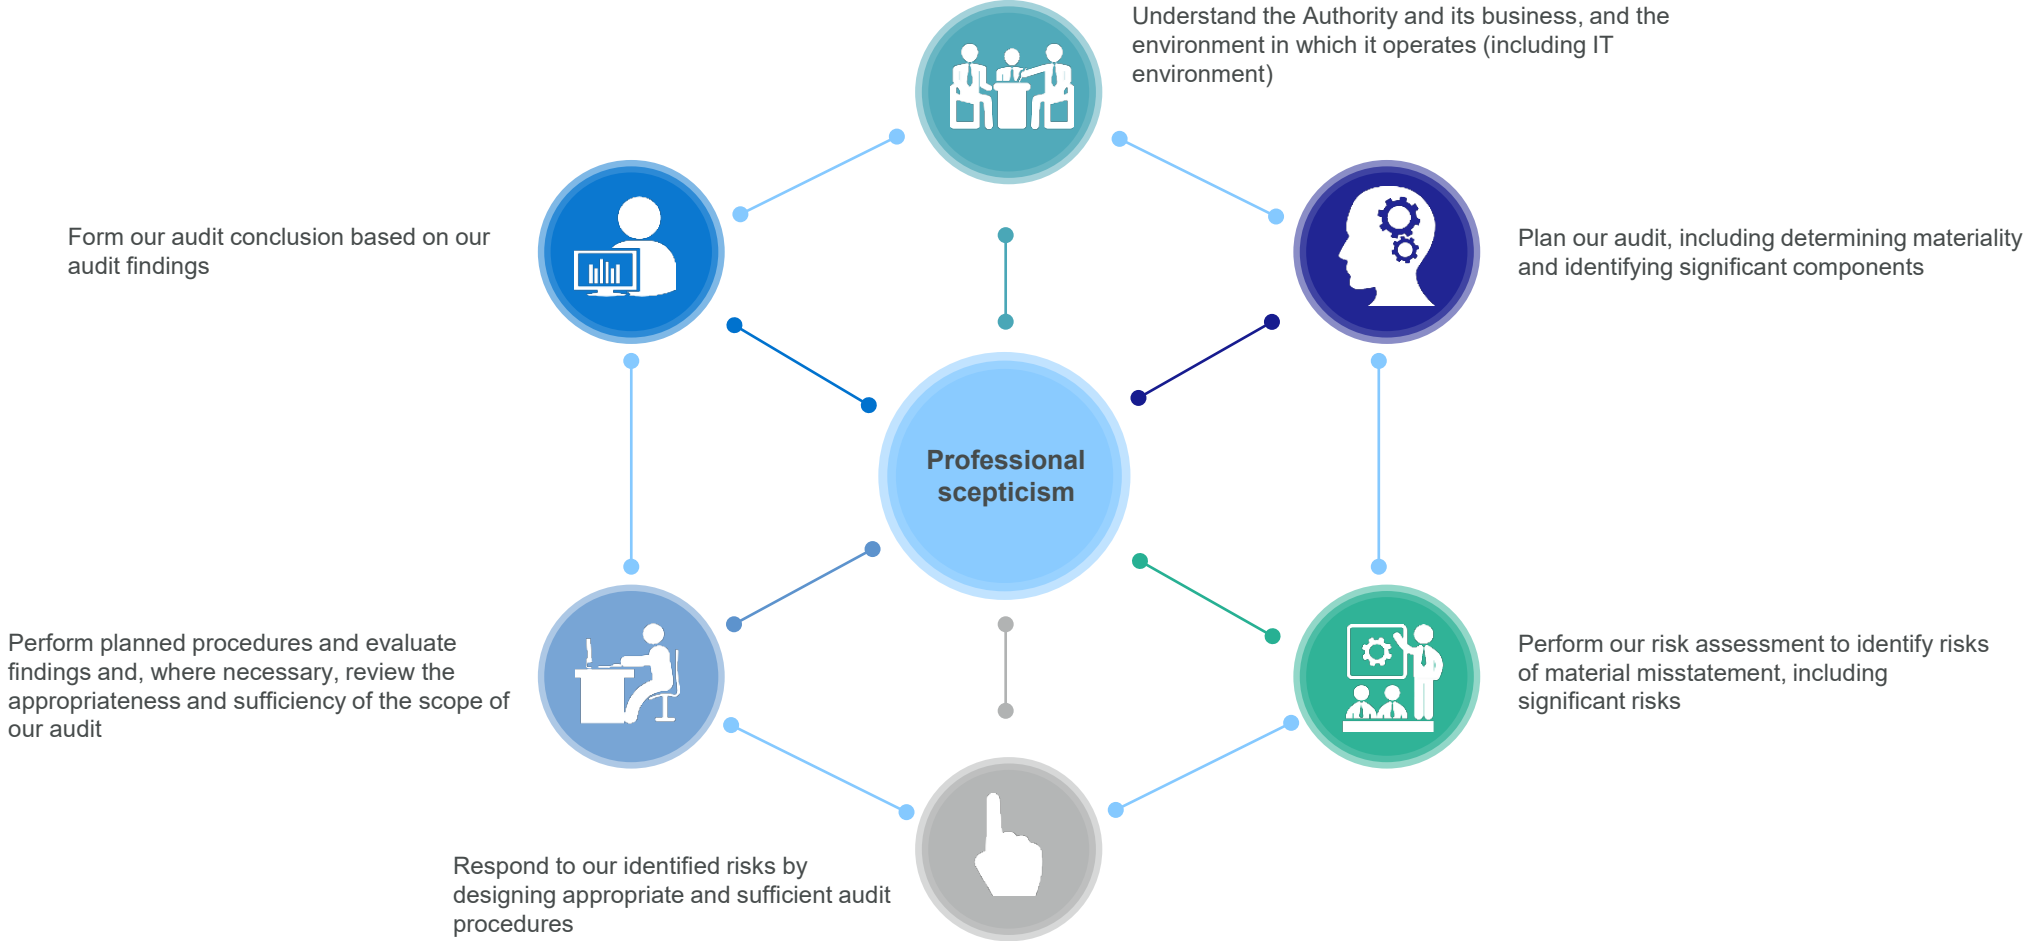 Understand the Authority and its business, and the
environment in which it operates (including IT
environment)
Form our audit conclusion based on our
audit findings
Plan our audit, including determining materiality
and identifying significant components
Professional
scepticism
Perform planned procedures and evaluate
findings and, where necessary, review the
appropriateness and sufficiency of the scope of
our audit
Perform our risk assessment to identify risks
of material misstatement, including
significant risks
Respond to our identified risks by
designing appropriate and sufficient audit
procedures